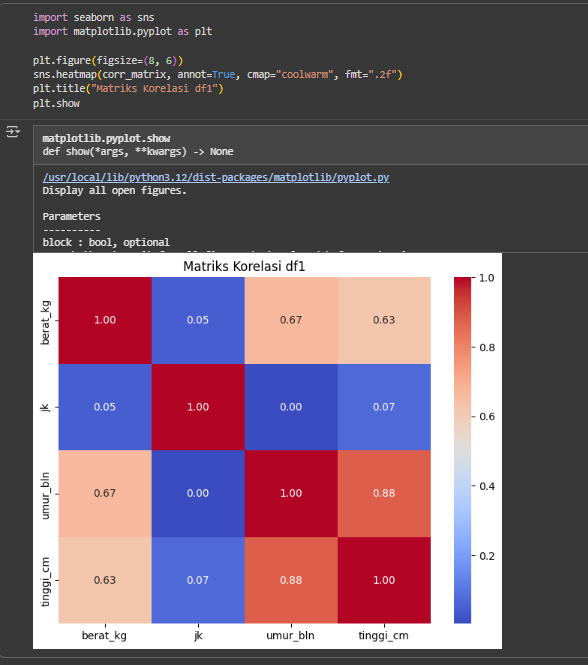 import seaborn as sns
import matplotlib.pyplot as plt
plt.figure(figsize=(8, 6))
sns.heatmap(corr_matrix, annot=True, cmap="coolwarm", fmt=".2f")
plt.title("Matriks Korelasi df1")
plt.show
matplotlib.pyplot.show
def show(*args, **kwargs) -> None
/usr/local/lib/python3.12/dist-packages/matplotlib/pyplot.py
Display all open figures.
Parameters
----------
block : bool, optional
Matriks Korelasi df1
berat_kg 1.00 0.05 0.67 0.63
jk 0.05 1.00 0.00 0.07
umur_bln 0.67 0.00 1.00 0.88
tinggi_cm 0.63 0.07 0.88 1.00
berat_kg jk umur_bln tinggi_cm
1.0
0.8
0.6
0.4
0.2